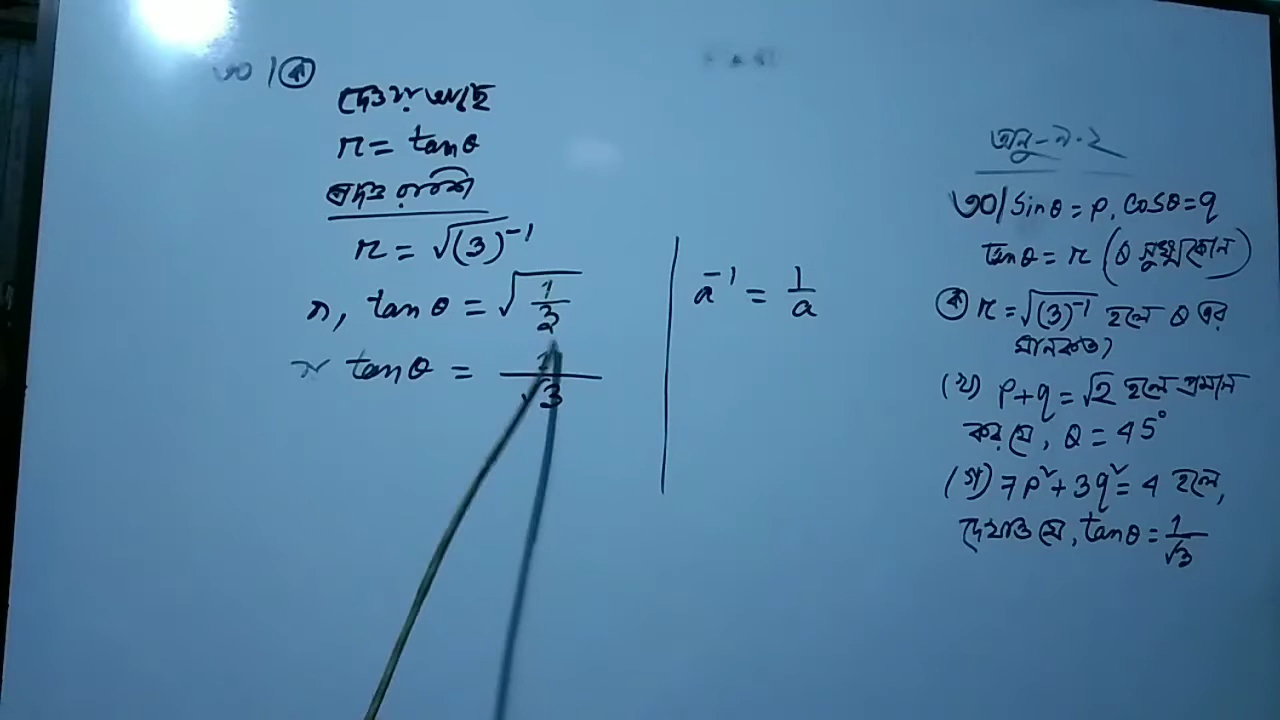 ৩০। ক
দেওয়া আছে
r = tanθ
প্রদত্ত রাশি
r = √(3)⁻¹
বা, tanθ = √1/3
বা tanθ = 1/√3
a⁻¹ = 1/a
অনু-৯.২
৩০। sinθ = p, cosθ = q
tanθ = r (θ সূক্ষ্মকোন)
ক r = √(3)⁻¹ হলে θ এর
মান কত?
(খ) p+q = √2 হলে প্রমান
কর যে, θ = 45°
(গ) 7p² + 3q² = 4 হলে,
দেখাও যে, tanθ = 1/√3